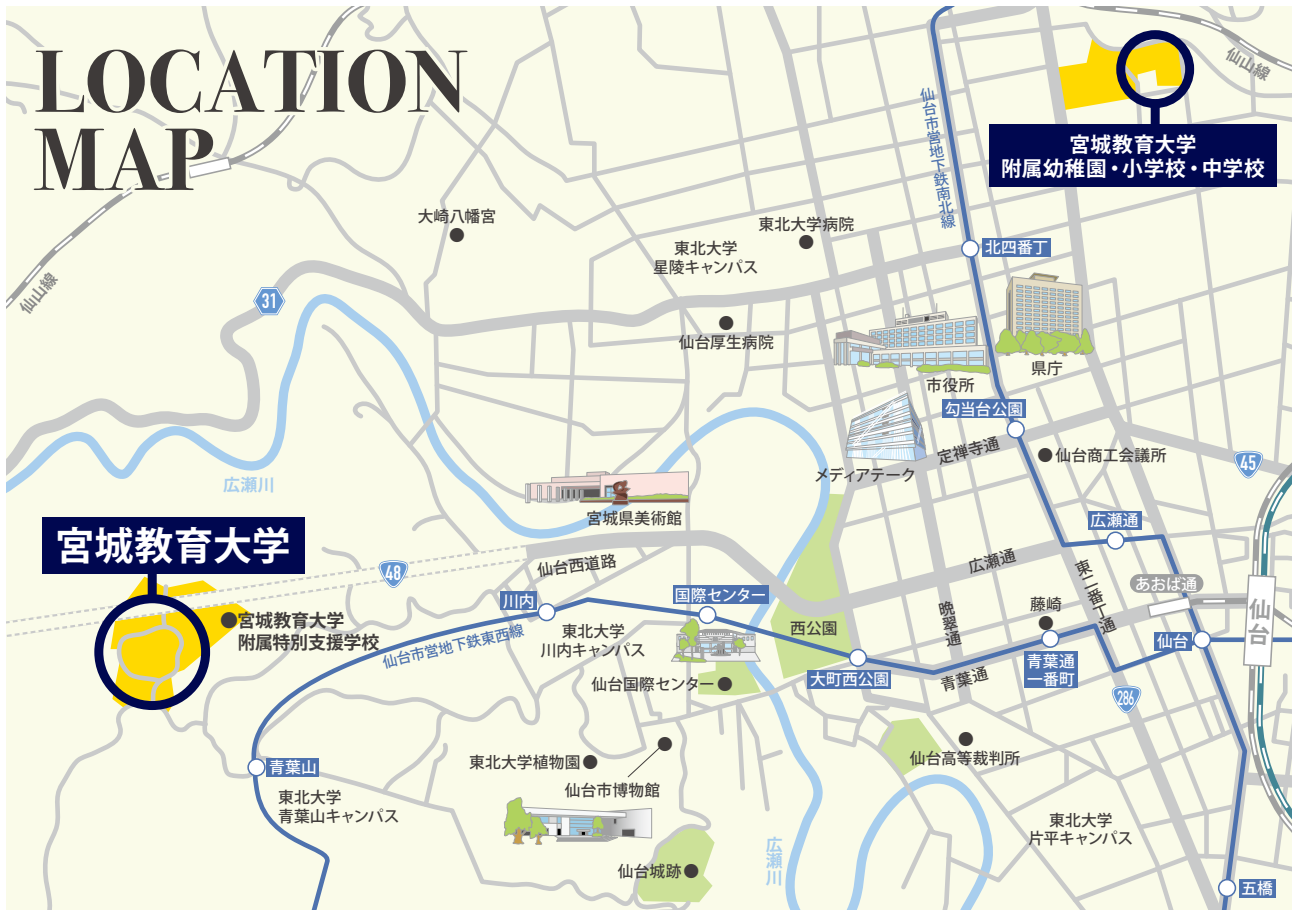 LOCATION
MAP
仙山線
宮城教育大学
附属幼稚園・小学校・中学校
仙台市営地下鉄南北線
大崎八幡宮
東北大学病院
東北大学
星陵キャンパス
北四番丁
仙山線
31
仙台厚生病院
県庁
市役所
勾当台公園
定禅寺通
仙台商工会議所
45
メディアテーク
広瀬川
宮城県美術館
広瀬通
宮城教育大学
仙台西道路
広瀬通
48
東二番丁通
あおば通
川内
国際センター
晩翠通
藤崎
仙台
宮城教育大学
附属特別支援学校
仙台市営地下鉄東西線
東北大学
川内キャンパス
西公園
仙台
大町西公園
青葉通
青葉通
一番町
仙台国際センター
286
青葉山
東北大学植物園
仙台市博物館
仙台高等裁判所
東北大学
青葉山キャンパス
東北大学
片平キャンパス
広瀬川
仙台城跡
五橋